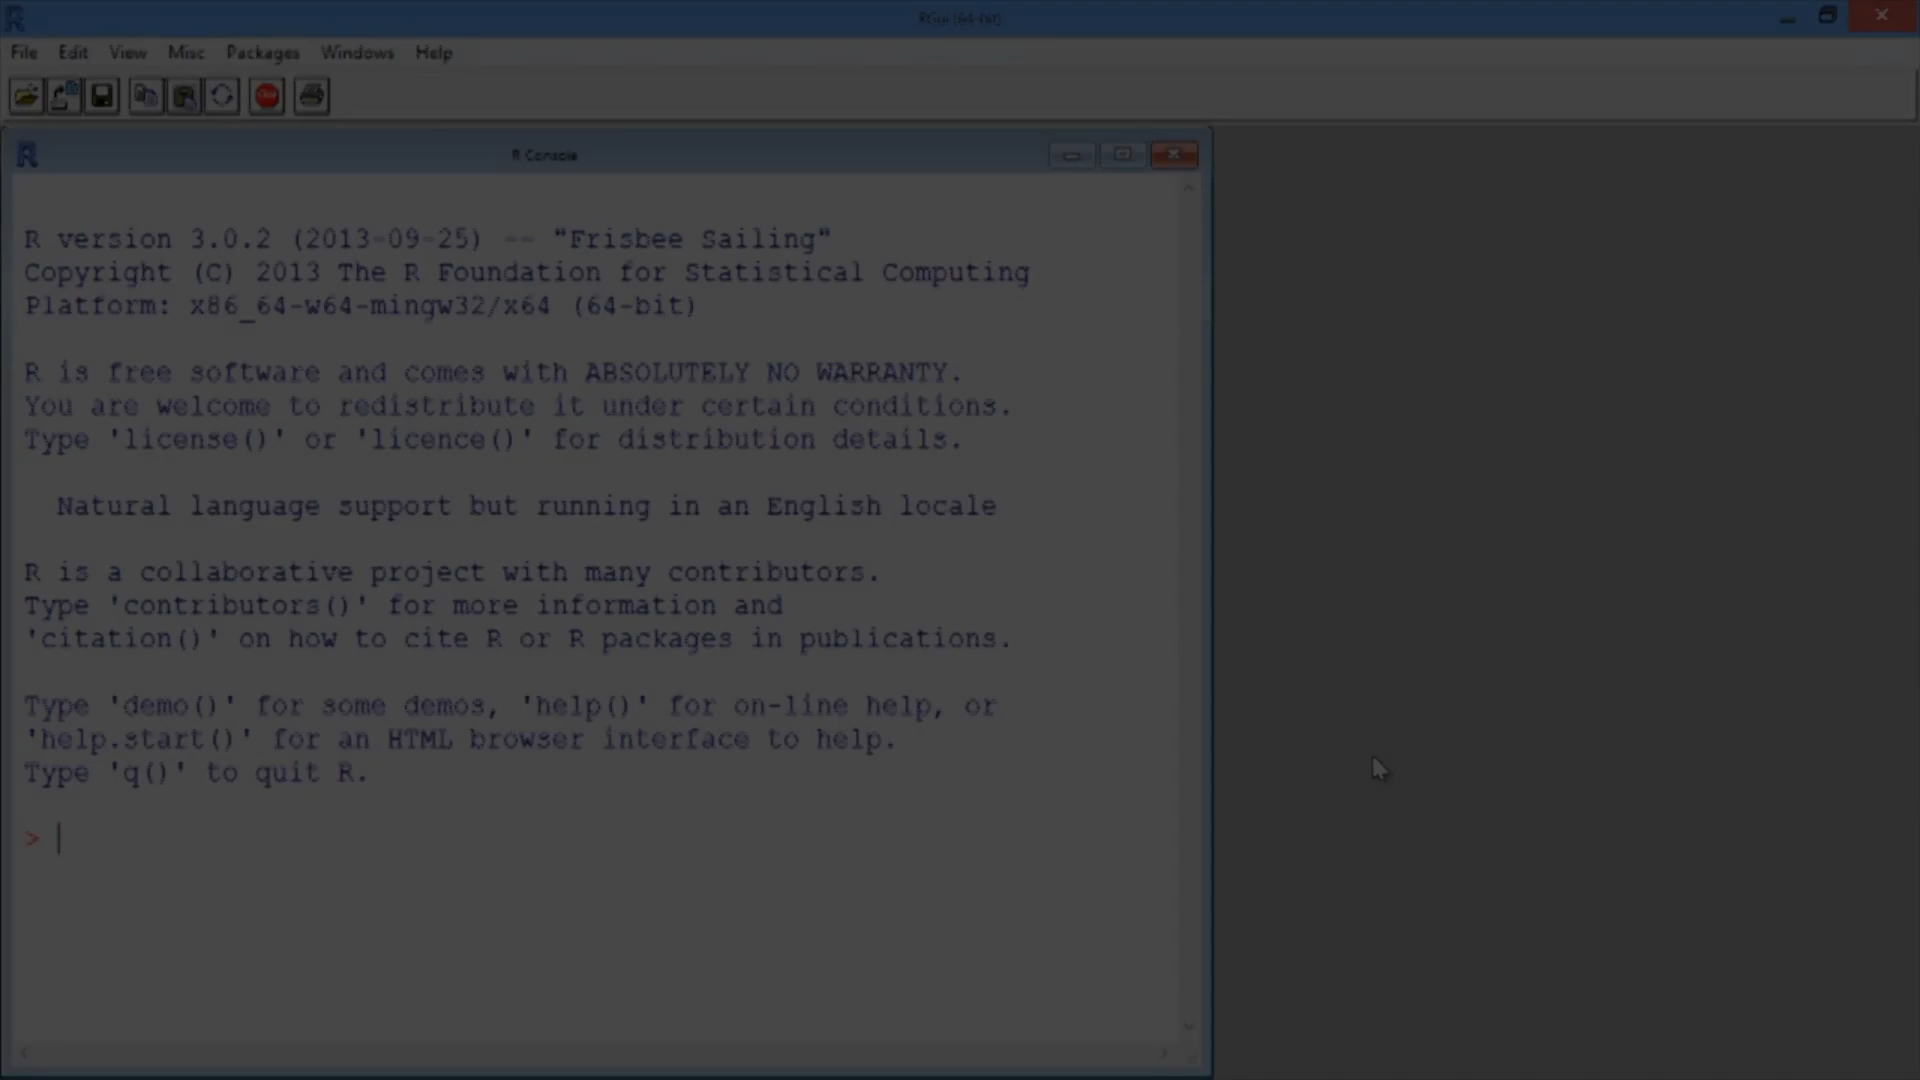 RGui (64-bit)
File Edit View Misc Packages Windows Help
STOP
R Console
R version 3.0.2 (2013-09-25) -- "Frisbee Sailing"
Copyright (C) 2013 The R Foundation for Statistical Computing
Platform: x86_64-w64-mingw32/x64 (64-bit)
R is free software and comes with ABSOLUTELY NO WARRANTY.
You are welcome to redistribute it under certain conditions.
Type 'license()' or 'licence()' for distribution details.
Natural language support but running in an English locale
R is a collaborative project with many contributors.
Type 'contributors()' for more information and
'citation()' on how to cite R or R packages in publications.
Type 'demo()' for some demos, 'help()' for on-line help, or
'help.start()' for an HTML browser interface to help.
Type 'q()' to quit R.
>